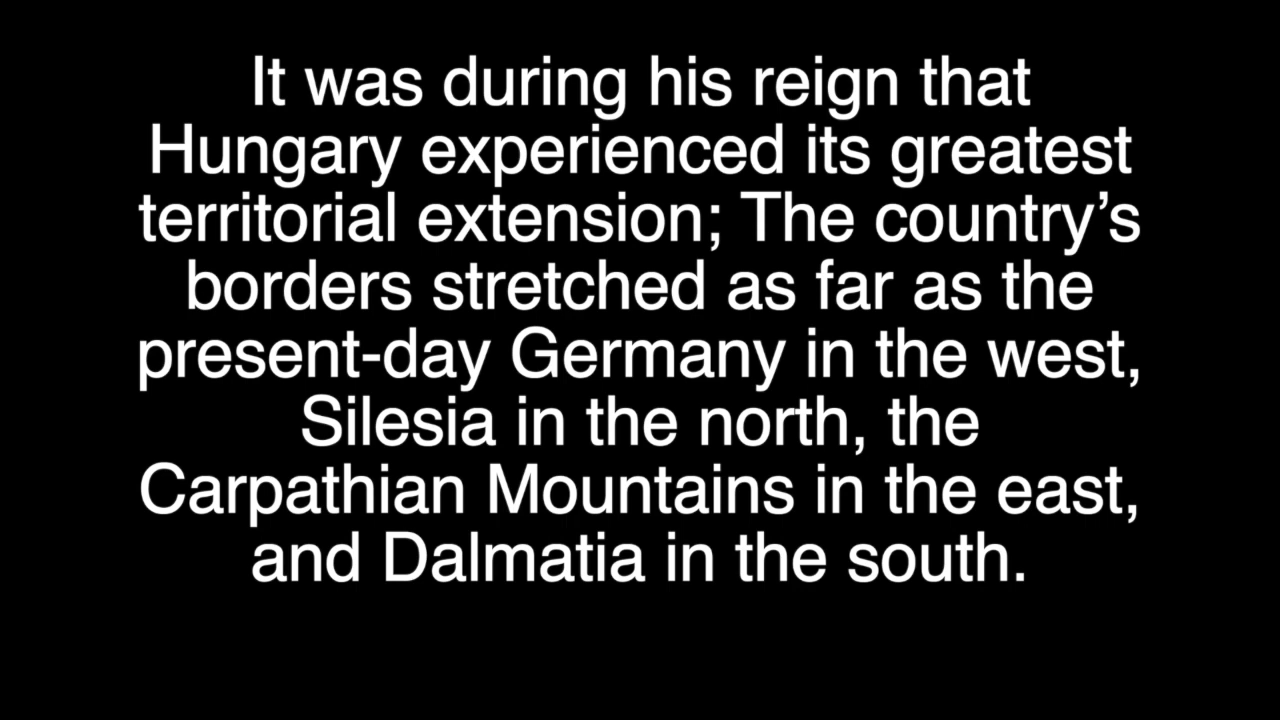 It was during his reign that
Hungary experienced its greatest
territorial extension; The country’s
borders stretched as far as the
present-day Germany in the west,
Silesia in the north, the
Carpathian Mountains in the east,
and Dalmatia in the south.